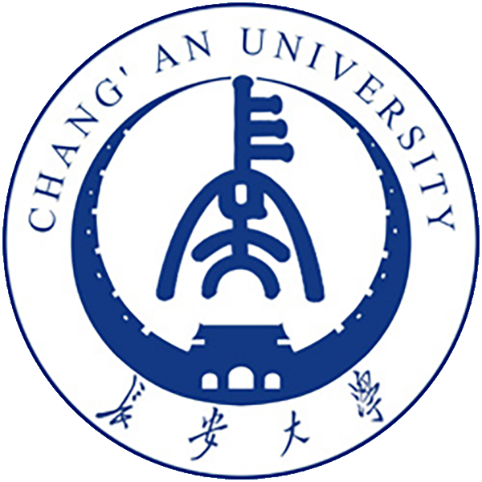 CHANG' AN UNIVERSITY
长安大学